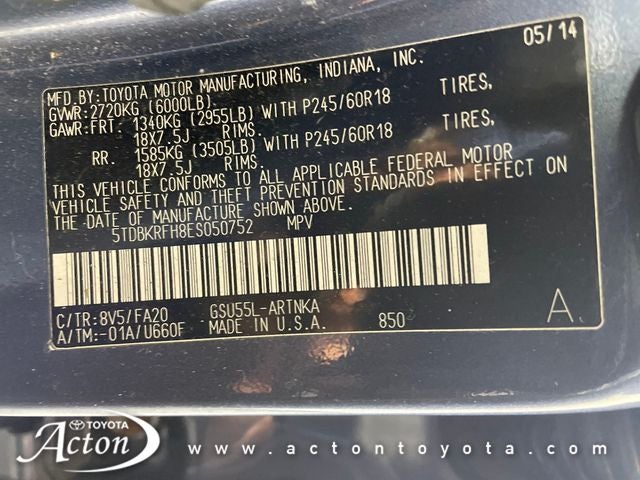 05/14
MFD.BY:TOYOTA MOTOR MANUFACTURING, INDIANA, INC.
GVWR:2720KG (6000LB)
GAWR:FRT. 1340KG (2955LB) WITH P245/60R18 TIRES,
18X7.5J RIMS.
RR. 1585KG (3505LB) WITH P245/60R18 TIRES,
18X7.5J RIMS.
THIS VEHICLE CONFORMS TO ALL APPLICABLE FEDERAL MOTOR
VEHICLE SAFETY AND THEFT PREVENTION STANDARDS IN EFFECT ON
THE DATE OF MANUFACTURE SHOWN ABOVE.
5TDBKRFH8ES050752 MPV
C/TR:8V5/FA20 GSU55L-ARTNKA
A/TM:-01A/U660F MADE IN U.S.A. 850 A
TOYOTA
Acton
www.actontoyota.com